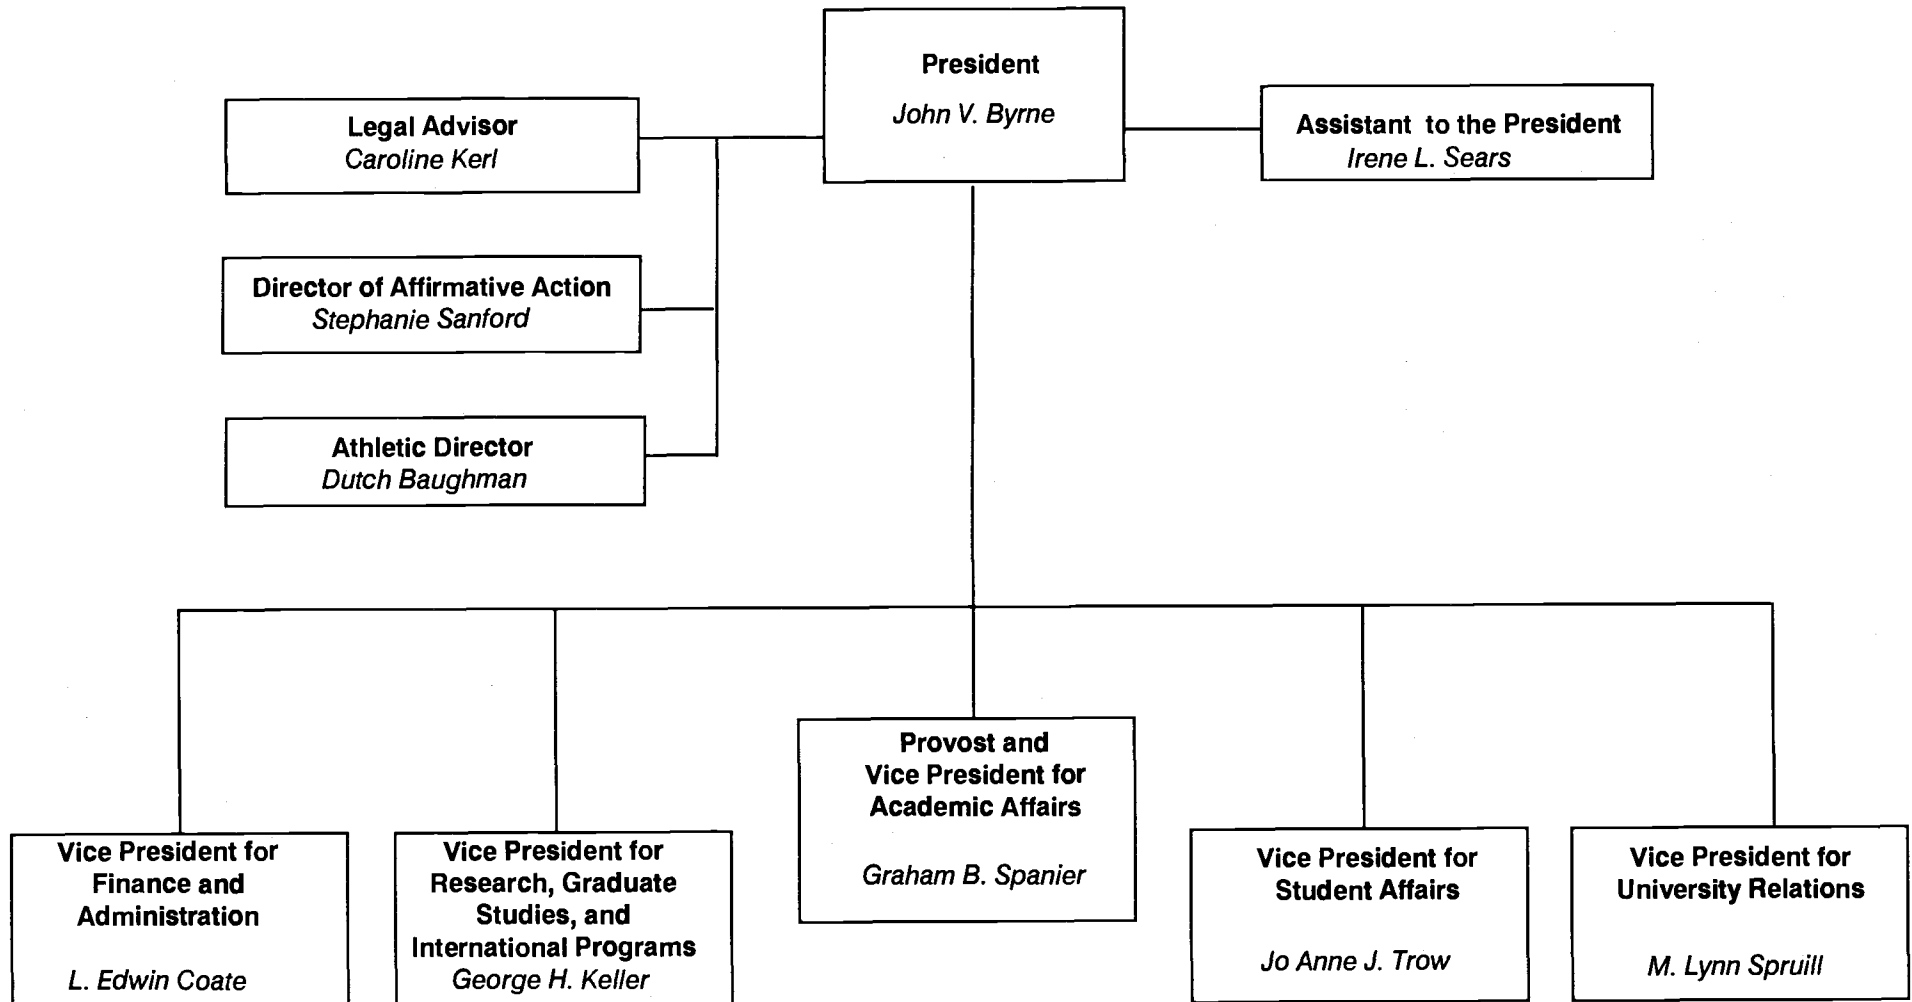 President
John V. Byrne
Legal Advisor
Caroline Kerl
Assistant to the President
Irene L. Sears
Director of Affirmative Action
Stephanie Sanford
Athletic Director
Dutch Baughman
Vice President for
Finance and
Administration
L. Edwin Coate
Vice President for
Research, Graduate
Studies, and
International Programs
George H. Keller
Provost and
Vice President for
Academic Affairs
Graham B. Spanier
Vice President for
Student Affairs
Jo Anne J. Trow
Vice President for
University Relations
M. Lynn Spruill